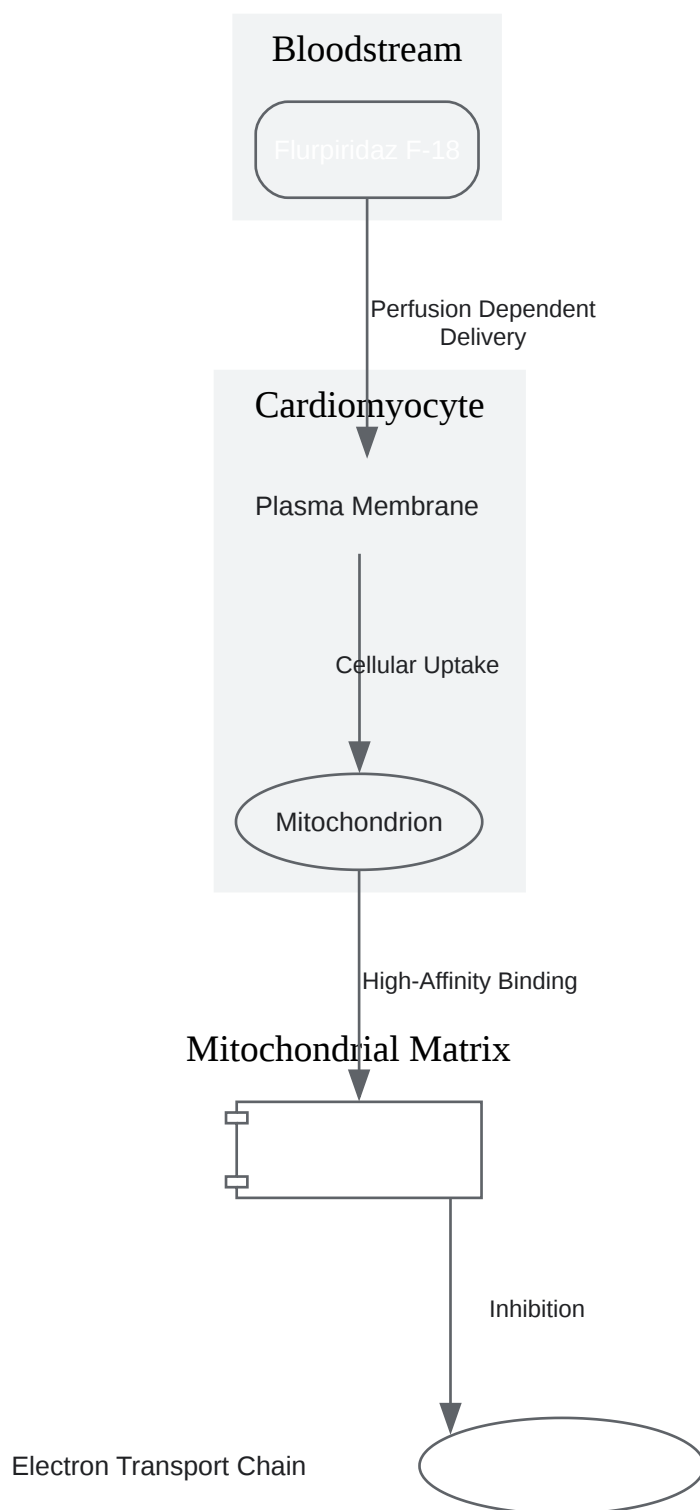 Bloodstream
Flurpiridaz F-18
Perfusion Dependent
Delivery
Cardiomyocyte
Plasma Membrane
Cellular Uptake
Mitochondrion
High-Affinity Binding
Mitochondrial Matrix
Inhibition
Electron Transport Chain